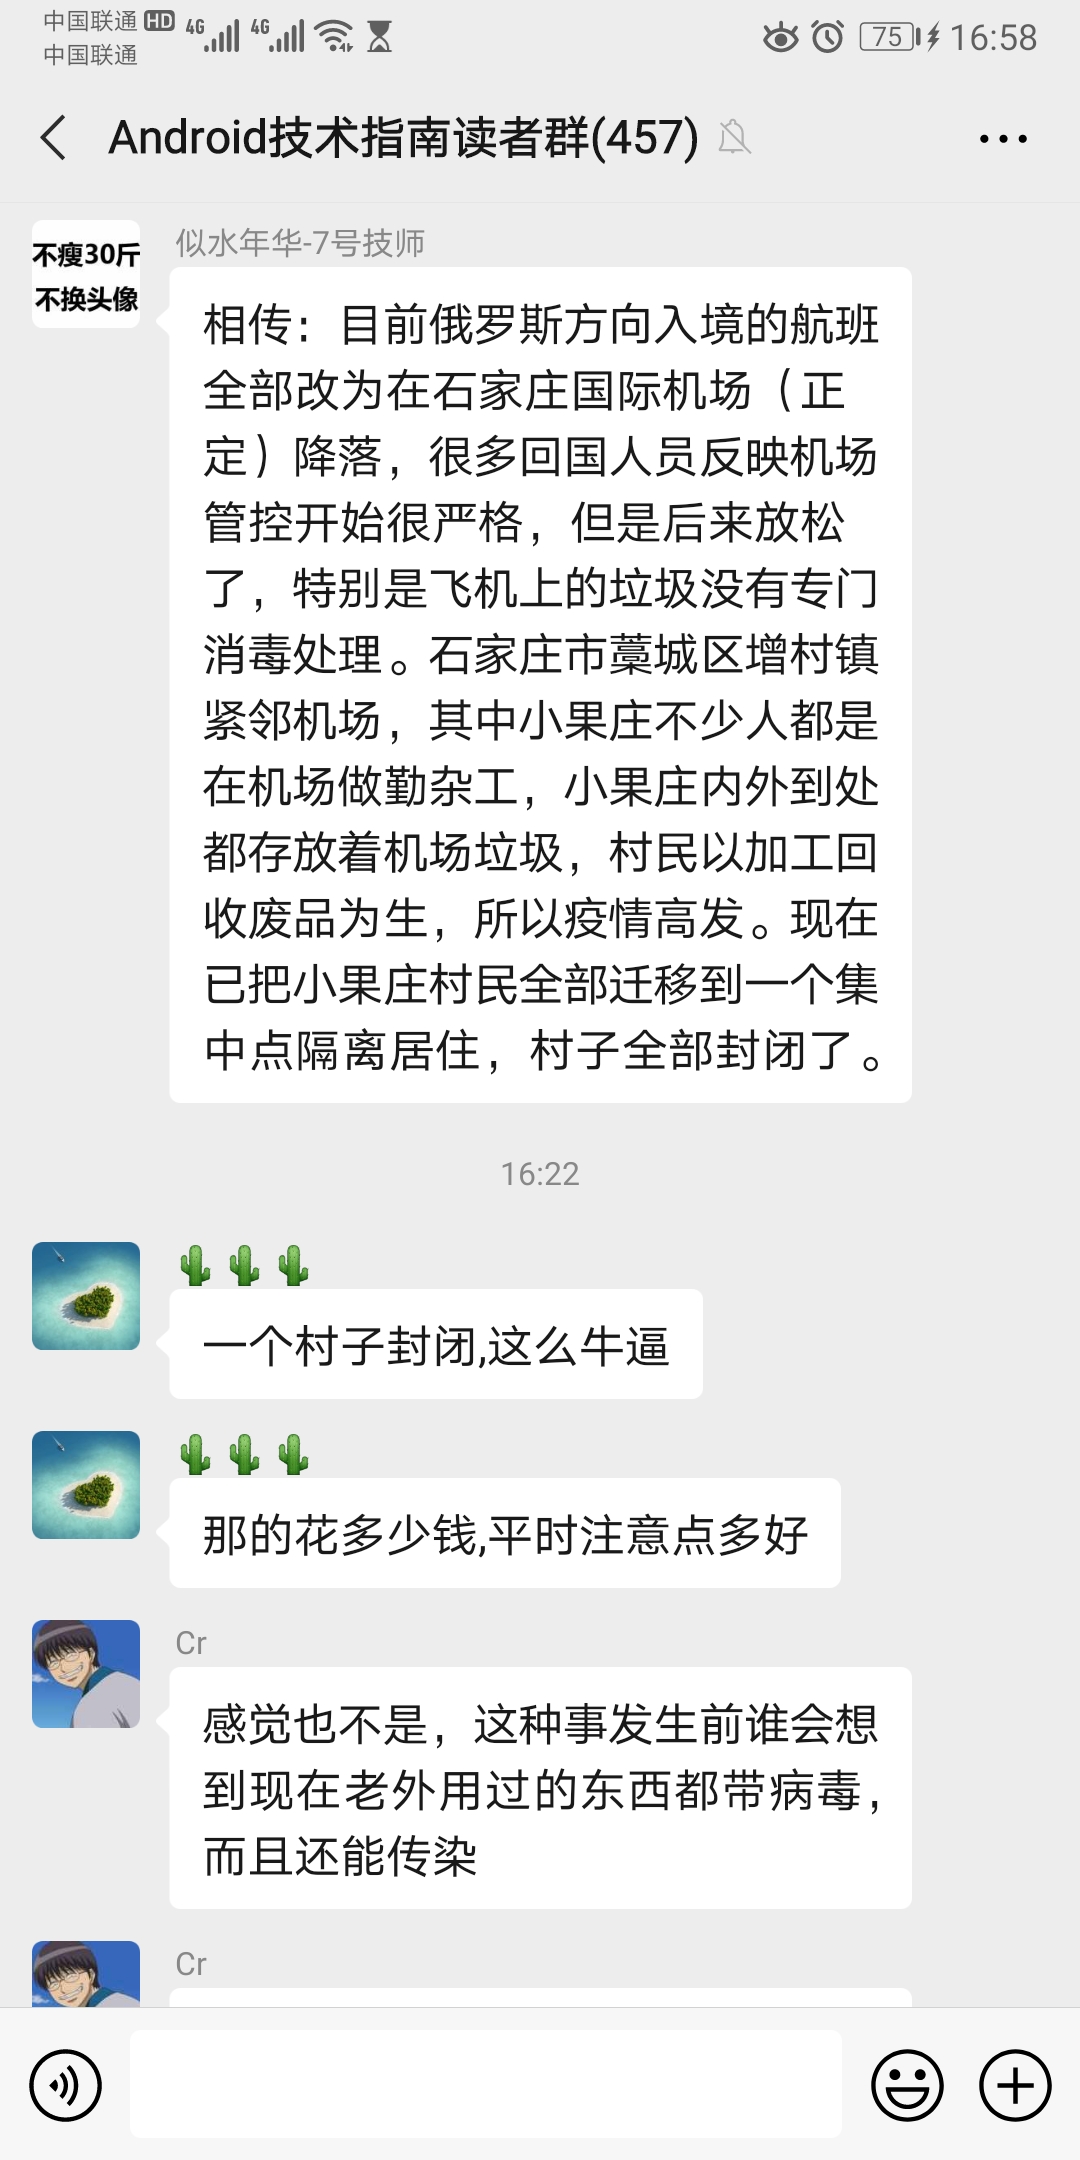 中国联通 HD 4G 4G 75 16:58
中国联通
Android技术指南读者群(457)
不瘦30斤
不换头像
似水年华-7号技师
相传：目前俄罗斯方向入境的航班
全部改为在石家庄国际机场（正
定）降落，很多回国人员反映机场
管控开始很严格，但是后来放松
了，特别是飞机上的垃圾没有专门
消毒处理。石家庄市藁城区增村镇
紧邻机场，其中小果庄不少人都是
在机场做勤杂工，小果庄内外到处
都存放着机场垃圾，村民以加工回
收废品为生，所以疫情高发。现在
已把小果庄村民全部迁移到一个集
中点隔离居住，村子全部封闭了。
16:22
🌵🌵🌵
一个村子封闭,这么牛逼
🌵🌵🌵
那的花多少钱,平时注意点多好
Cr
感觉也不是，这种事发生前谁会想
到现在老外用过的东西都带病毒，
而且还能传染
Cr